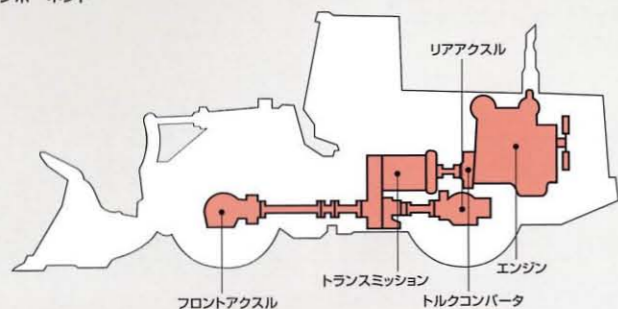 リアアクスル
エンジン
トランスミッション
トルクコンバータ
フロントアクスル